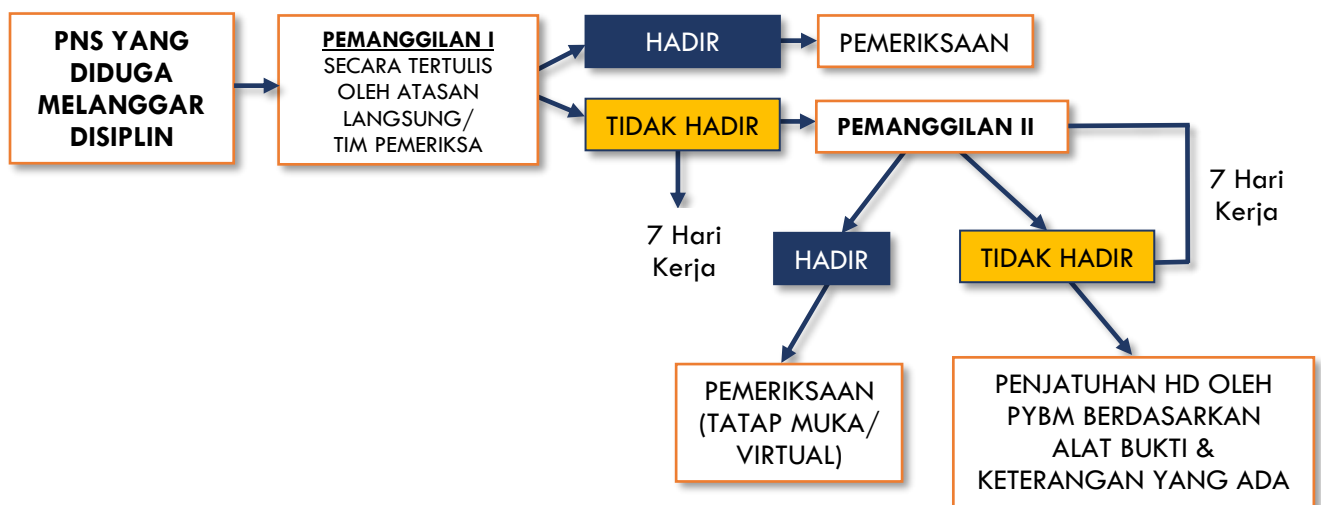 PNS YANG
DIDUGA
MELANGGAR
DISIPLIN
PEMANGGILAN I
SECARA TERTULIS
OLEH ATASAN
LANGSUNG/
TIM PEMERIKSA
HADIR
PEMERIKSAAN
TIDAK HADIR
PEMANGGILAN II
7 Hari
Kerja
7 Hari
Kerja
HADIR
TIDAK HADIR
PEMERIKSAAN
(TATAP MUKA/
VIRTUAL)
PENJATUHAN HD OLEH
PYBM BERDASARKAN
ALAT BUKTI &
KETERANGAN YANG ADA